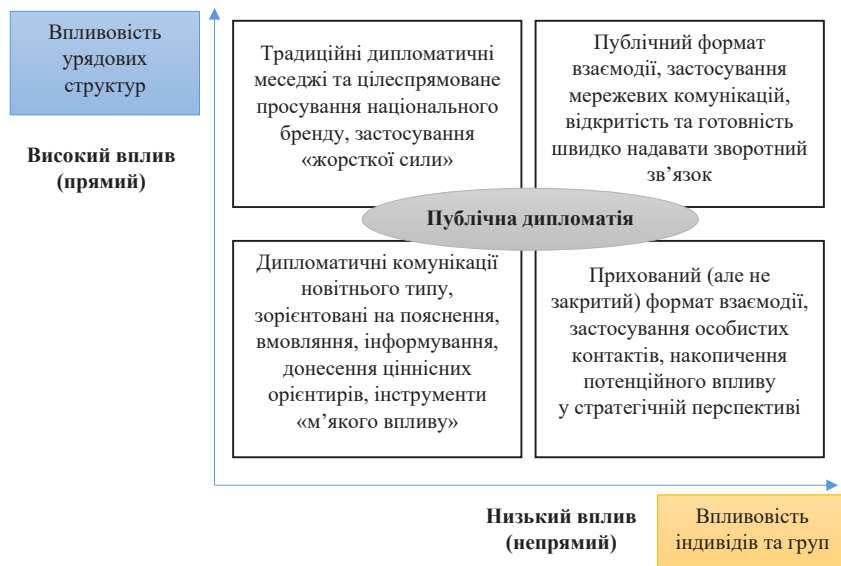 Впливовість
урядових
структур
Високий вплив
(прямий)
Традиційні дипломатичні
меседжі та цілеспрямоване
просування національного
бренду, застосування
«жорсткої сили»
Публічний формат
взаємодії, застосування
мережевих комунікацій,
відкритість та готовність
швидко надавати зворотний
зв’язок
Публічна дипломатія
Дипломатичні комунікації
новітнього типу,
зорієнтовані на пояснення,
вмовляння, інформування,
донесення ціннісних
орієнтирів, інструменти
«м’якого впливу»
Прихований (але не
закритий) формат взаємодії,
застосування особистих
контактів, накопичення
потенційного впливу
у стратегічній перспективі
Низький вплив
(непрямий)
Впливовість
індивідів та груп